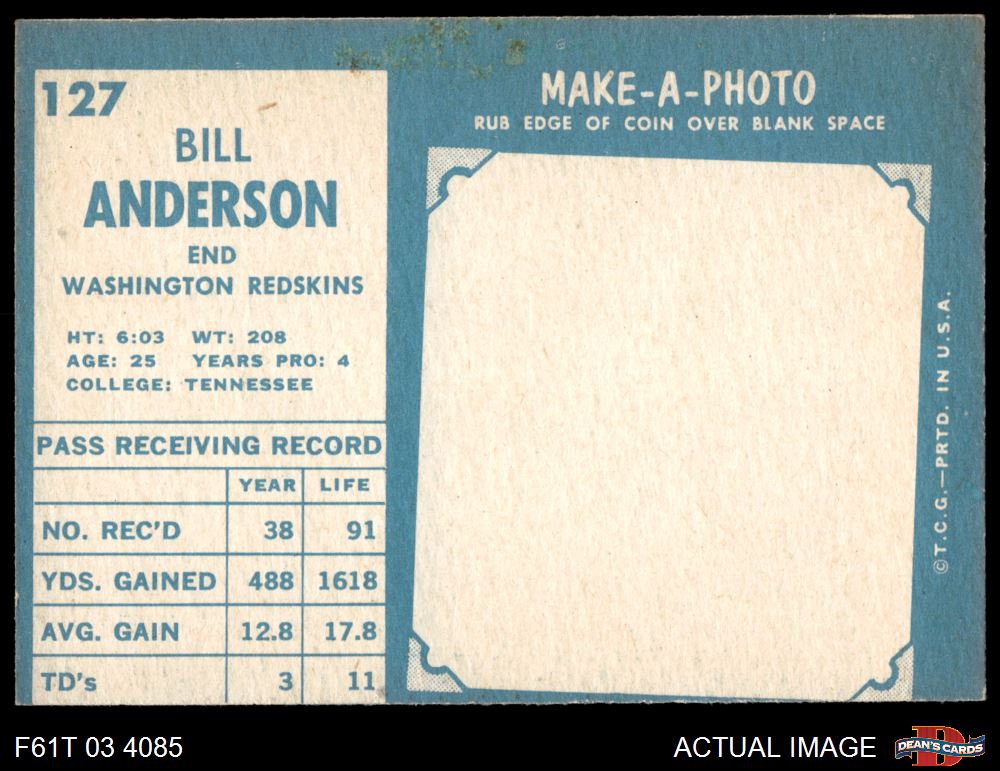 127
BILL
ANDERSON
END
WASHINGTON REDSKINS
HT: 6:03 WT: 208
AGE: 25 YEARS PRO: 4
COLLEGE: TENNESSEE
PASS RECEIVING RECORD
YEAR LIFE
NO. REC'D 38 91
YDS. GAINED 488 1618
AVG. GAIN 12.8 17.8
TD's 3 11
MAKE-A-PHOTO
RUB EDGE OF COIN OVER BLANK SPACE
©T.C.G.—PRTD. IN U.S.A.
F61T 03 4085
ACTUAL IMAGE
D
DEAN'S CARDS